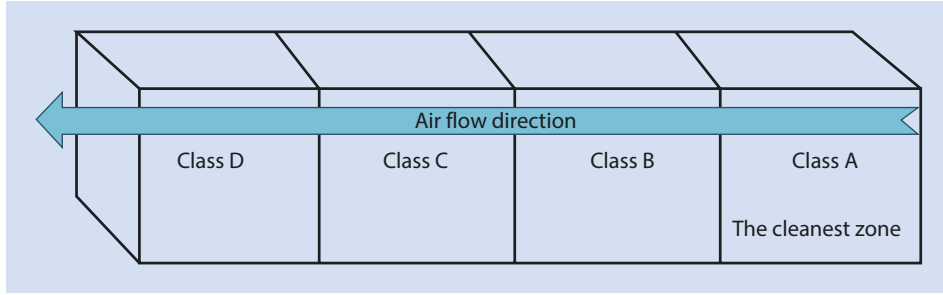 Air flow direction
Class D
Class C
Class B
Class A
The cleanest zone